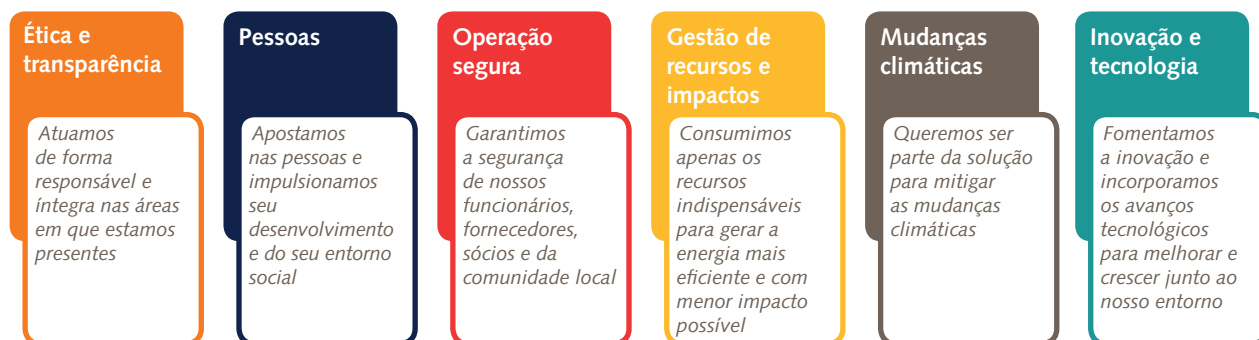 Ética e
transparência
Atuamos
de forma
responsável e
íntegra nas áreas
em que estamos
presentes
Pessoas
Apostamos
nas pessoas e
impulsionamos
seu
desenvolvimento
e do seu entorno
social
Operação
segura
Garantimos
a segurança
de nossos
funcionários,
fornecedores,
sócios e da
comunidade local
Gestão de
recursos e
impactos
Consumimos
apenas os
recursos
indispensáveis
para gerar a
energia mais
eficiente e com
menor impacto
possível
Mudanças
climáticas
Queremos ser
parte da solução
para mitigar
as mudanças
climáticas
Inovação e
tecnologia
Fomentamos
a inovação e
incorporamos
os avanços
tecnológicos
para melhorar e
crescer junto ao
nosso entorno